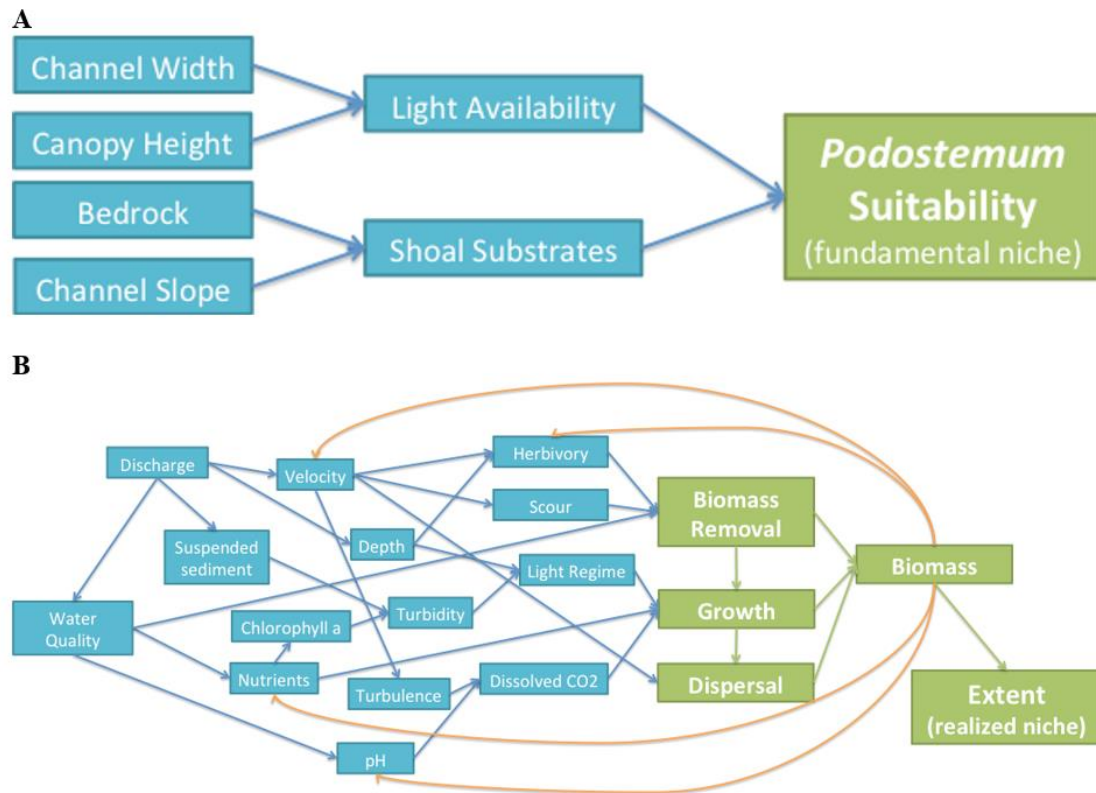 A
Channel Width
Canopy Height
Bedrock
Channel Slope
Light Availability
Shoal Substrates
Podostemum
Suitability
(fundamental niche)
B
Discharge
Velocity
Herbivory
Scour
Suspended
sediment
Depth
Light Regime
Water
Quality
Chlorophyll a
Turbidity
Nutrients
Turbulence
Dissolved CO2
pH
Biomass
Removal
Growth
Dispersal
Biomass
Extent
(realized niche)